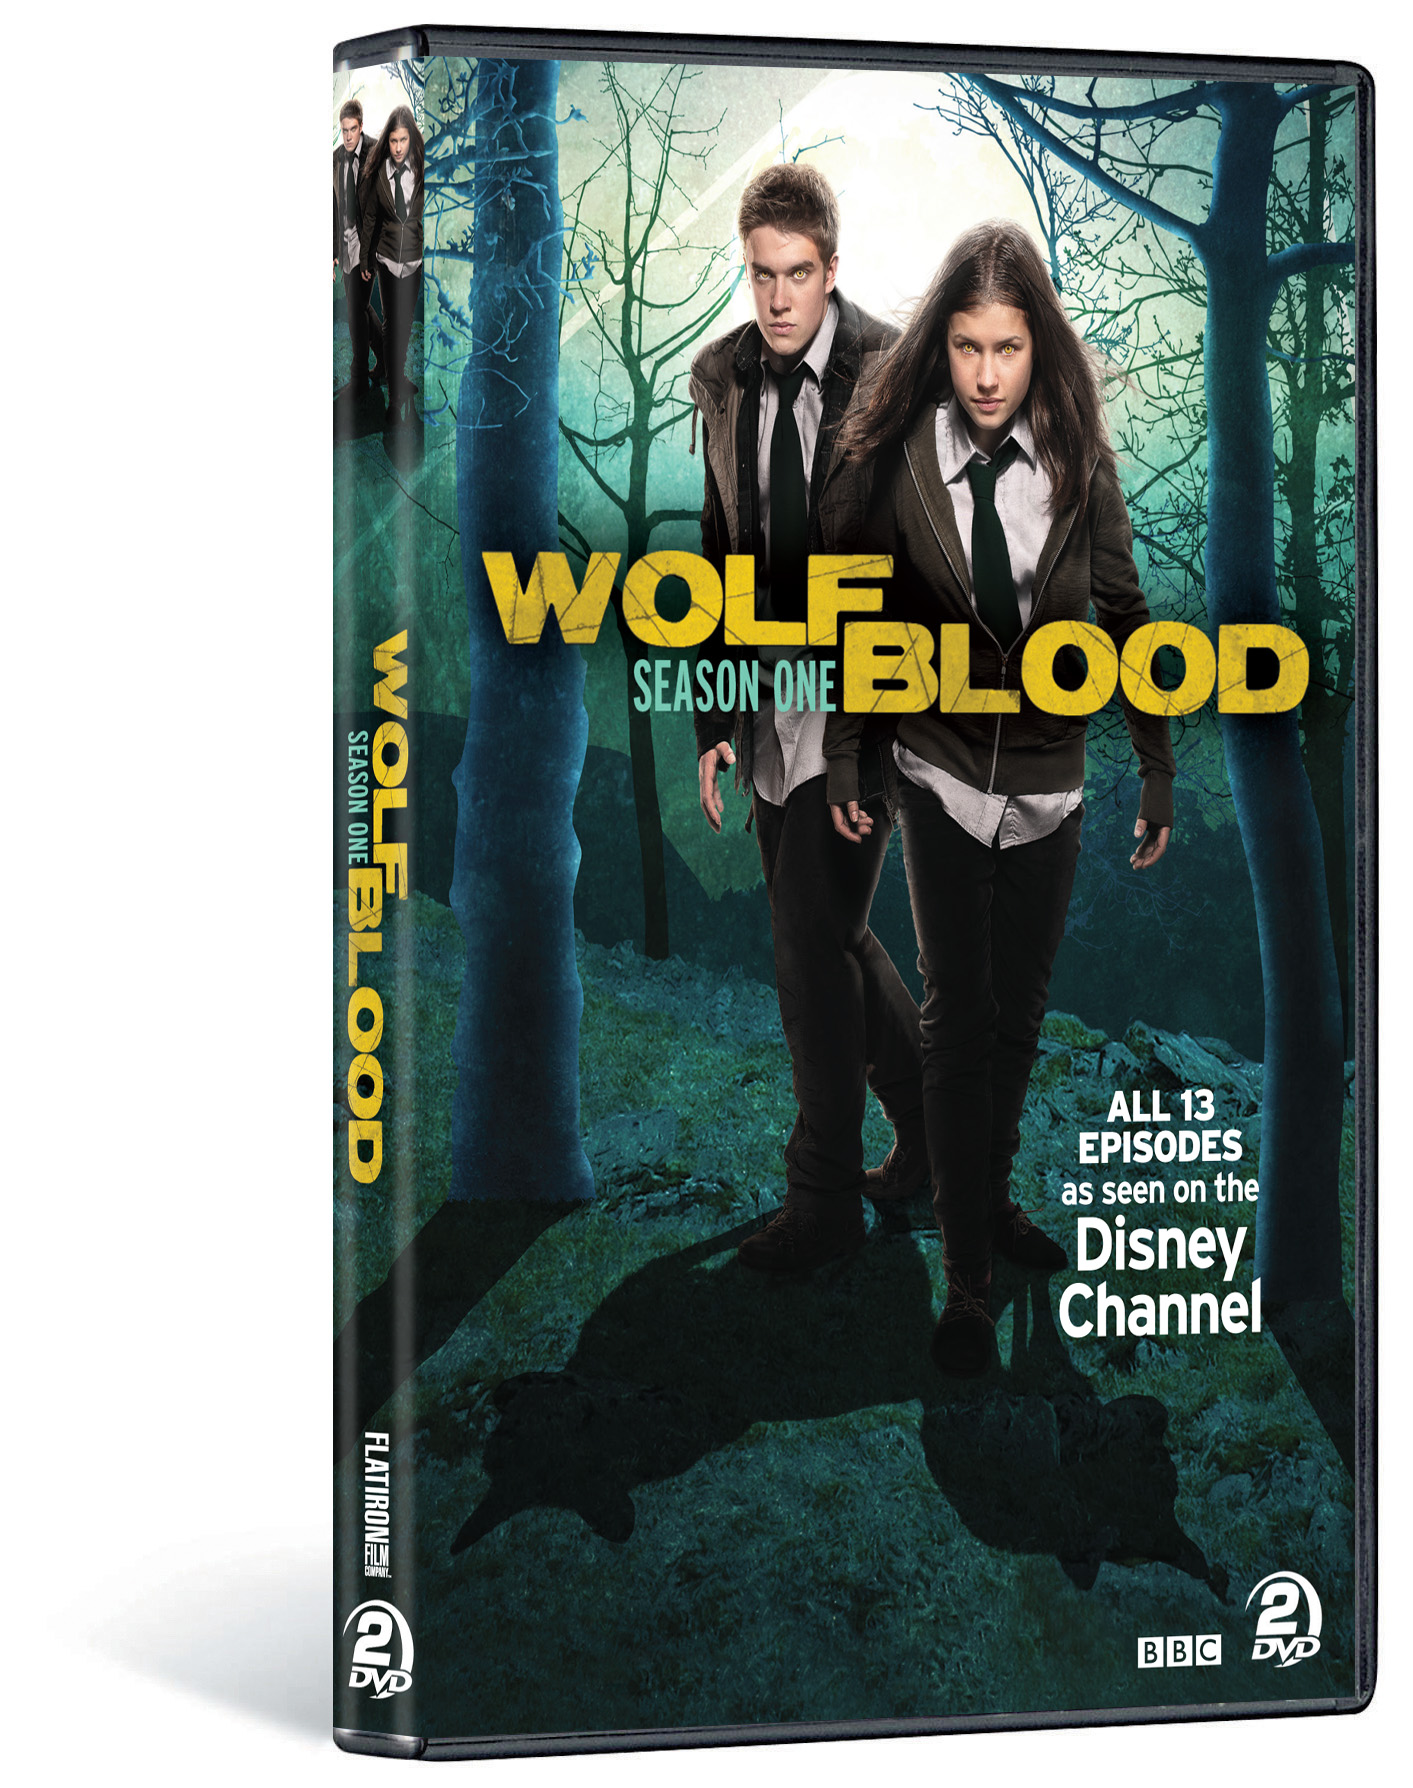 WOLF
BLOOD
SEASON ONE
ALL 13
EPISODES
as seen on the
Disney
Channel
BBC
2
DVD
WOLF
BLOOD
SEASON ONE
FLATIRON
FILM
COMPANY
2
DVD